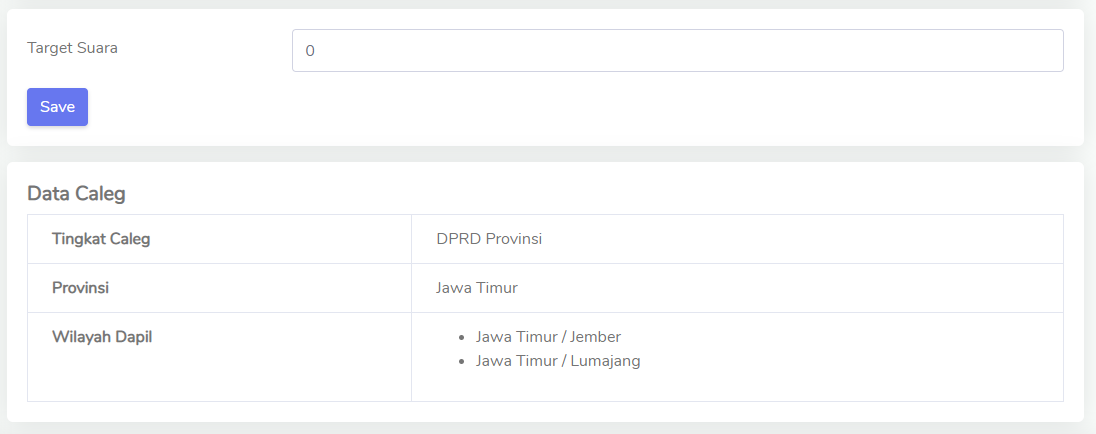 Target Suara
0
Save
Data Caleg
Tingkat Caleg DPRD Provinsi
Provinsi Jawa Timur
Wilayah Dapil • Jawa Timur / Jember
• Jawa Timur / Lumajang